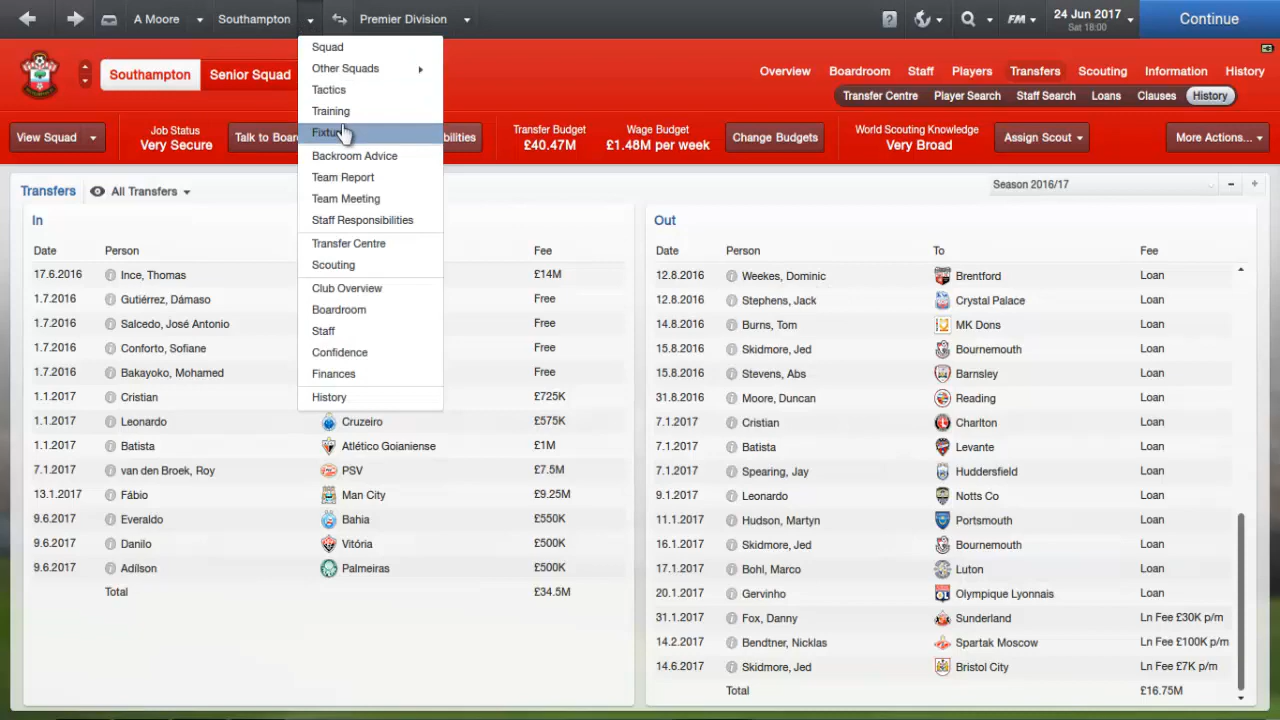 A Moore Southampton Premier Division FM 24 Jun 2017 Sat 18:00 Continue
Squad
Other Squads
Tactics
Training
Backroom Advice
Team Report
Team Meeting
Staff Responsibilities
Transfer Centre
Scouting
Club Overview
Boardroom
Staff
Confidence
Finances
History
Southampton Senior Squad
Overview Boardroom Staff Players Transfers Scouting Information History
Transfer Centre Player Search Staff Search Loans Clauses History
View Squad
Job Status
Very Secure
Talk to Board
Transfer Budget
£40.47M
Wage Budget
£1.48M per week
Change Budgets
World Scouting Knowledge
Very Broad
Assign Scout
More Actions...
Transfers All Transfers Season 2016/17
In
Date Person Fee
17.6.2016 Ince, Thomas £14M
1.7.2016 Gutiérrez, Dámaso Free
1.7.2016 Salcedo, José Antonio Free
1.7.2016 Conforto, Sofiane Free
1.7.2016 Bakayoko, Mohamed Free
1.1.2017 Cristian £725K
1.1.2017 Leonardo Cruzeiro £575K
1.1.2017 Batista Atlético Goianiense £1M
7.1.2017 van den Broek, Roy PSV £7.5M
13.1.2017 Fábio Man City £9.25M
9.6.2017 Everaldo Bahia £550K
9.6.2017 Danilo Vitória £500K
9.6.2017 Adílson Palmeiras £500K
Total £34.5M
Out
Date Person To Fee
12.8.2016 Weekes, Dominic Brentford Loan
12.8.2016 Stephens, Jack Crystal Palace Loan
14.8.2016 Burns, Tom MK Dons Loan
15.8.2016 Skidmore, Jed Bournemouth Loan
15.8.2016 Stevens, Abs Barnsley Loan
31.8.2016 Moore, Duncan Reading Loan
7.1.2017 Cristian Charlton Loan
7.1.2017 Batista Levante Loan
7.1.2017 Spearing, Jay Huddersfield Loan
9.1.2017 Leonardo Notts Co Loan
11.1.2017 Hudson, Martyn Portsmouth Loan
16.1.2017 Skidmore, Jed Bournemouth Loan
17.1.2017 Bohl, Marco Luton Loan
20.1.2017 Gervinho Olympique Lyonnais Loan
31.1.2017 Fox, Danny Sunderland Ln Fee £30K p/m
14.2.2017 Bendtner, Nicklas Spartak Moscow Ln Fee £100K p/m
14.6.2017 Skidmore, Jed Bristol City Ln Fee £7K p/m
Total £16.75M